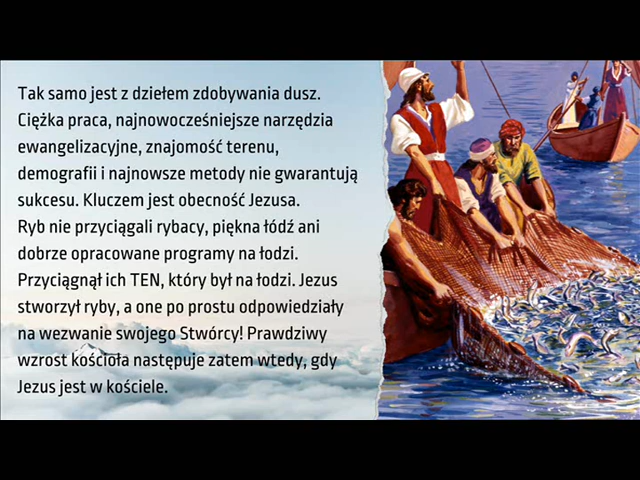 Tak samo jest z dziełem zdobywania dusz.
Ciężka praca, najnowocześniejsze narzędzia
ewangelizacyjne, znajomość terenu,
demografii i najnowsze metody nie gwarantują
sukcesu. Kluczem jest obecność Jezusa.
Ryb nie przyciągali rybacy, piękna łódź ani
dobrze opracowane programy na łodzi.
Przyciągnął ich TEN, który był na łodzi. Jezus
stworzył ryby, a one po prostu odpowiedziały
na wezwanie swojego Stwórcy! Prawdziwy
wzrost kościoła następuje zatem wtedy, gdy
Jezus jest w kościele.